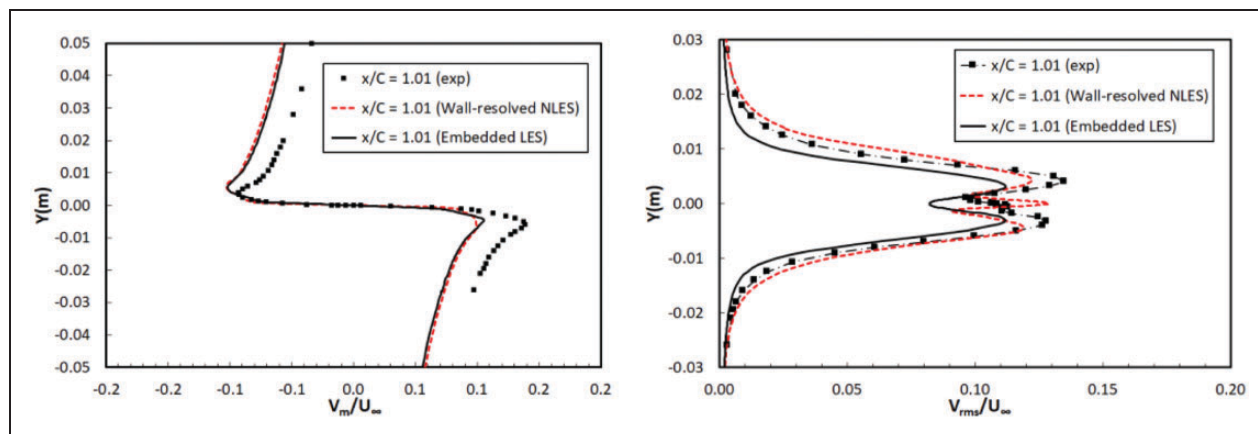 0.05
0.04
0.03
0.02
0.01
0.00
-0.01
-0.02
-0.03
-0.04
-0.05
Y(m)
x/C = 1.01 (exp)
x/C = 1.01 (Wall-resolved NLES)
x/C = 1.01 (Embedded LES)
-0.2 -0.2 -0.1 -0.1 0.0 0.1 0.1 0.2 0.2
Vm/U∞
0.03
0.02
0.01
0.00
-0.01
-0.02
-0.03
Y(m)
x/C = 1.01 (exp)
x/C = 1.01 (Wall-resolved NLES)
x/C = 1.01 (Embedded LES)
0.00 0.05 0.10 0.15 0.20
Vrms/U∞